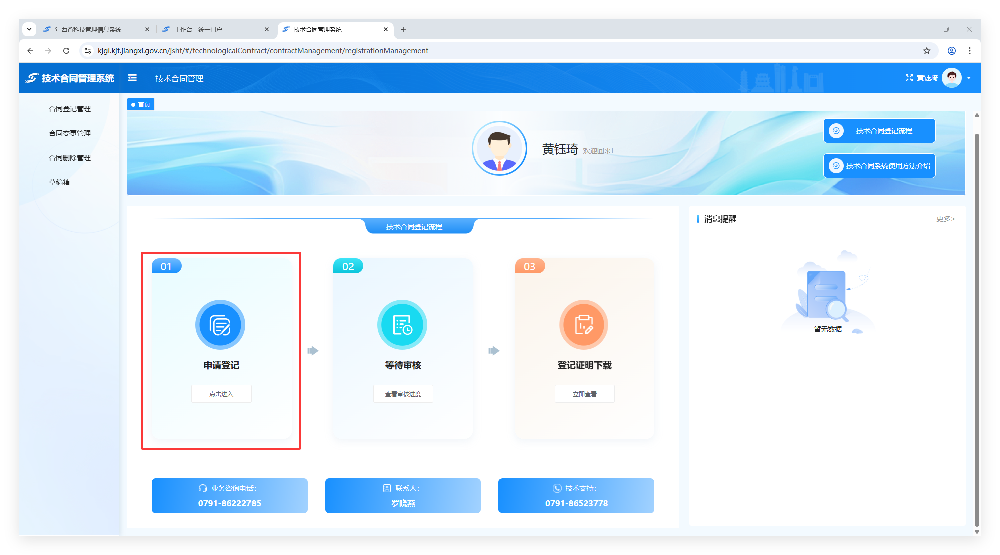 江西省科技管理信息系统
工作台 - 统一门户
技术合同管理系统
kjgl.kjt.jiangxi.gov.cn/jsht/#/technologicalContract/contractManagement/registrationManagement
技术合同管理系统
技术合同管理
黄钰琦
合同登记管理
合同变更管理
合同删除管理
草稿箱
首页
黄钰琦 欢迎回来!
技术合同登记流程
技术合同系统使用方法介绍
技术合同登记流程
01
申请登记
点击进入
02
等待审核
查看审核进度
03
登记证明下载
立即查看
消息提醒
更多>
暂无数据
业务咨询电话:
0791-86222785
联系人:
罗晓燕
技术支持:
0791-86523778